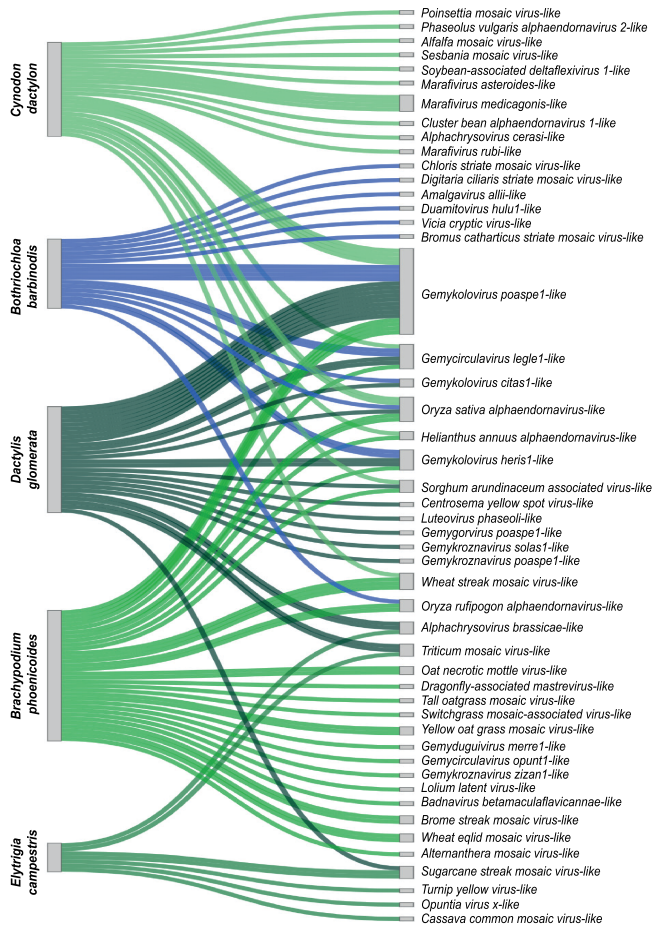 Cynodon
dactylon
Bothriochloa
barbinodis
Dactylis
glomerata
Brachypodium
phoenicoides
Elytrigia
campestris
Poinsettia mosaic virus-like
Phaseolus vulgaris alphaendornavirus 2-like
Alfalfa mosaic virus-like
Sesbania mosaic virus-like
Soybean-associated deltaflexivirus 1-like
Marafivirus asteroides-like
Marafivirus medicagonis-like
Cluster bean alphaendornavirus 1-like
Alphachrysovirus cerasi-like
Marafivirus rubi-like
Chloris striate mosaic virus-like
Digitaria ciliaris striate mosaic virus-like
Amalgavirus allii-like
Duamitovirus hulu1-like
Vicia cryptic virus-like
Bromus catharticus striate mosaic virus-like
Gemykolovirus poaspe1-like
Gemycirculavirus legle1-like
Gemykolovirus citas1-like
Oryza sativa alphaendornavirus-like
Helianthus annuus alphaendornavirus-like
Gemykolovirus heris1-like
Sorghum arundinaceum associated virus-like
Centrosema yellow spot virus-like
Luteovirus phaseoli-like
Gemygorvirus poaspe1-like
Gemykroznavirus solas1-like
Gemykroznavirus poaspe1-like
Wheat streak mosaic virus-like
Oryza rufipogon alphaendornavirus-like
Alphachrysovirus brassicae-like
Triticum mosaic virus-like
Oat necrotic mottle virus-like
Dragonfly-associated mastrevirus-like
Tall oatgrass mosaic virus-like
Switchgrass mosaic-associated virus-like
Yellow oat grass mosaic virus-like
Gemyduguivirus merre1-like
Gemycirculavirus opunt1-like
Gemykroznavirus zizan1-like
Lolium latent virus-like
Badnavirus betamaculaflavicannae-like
Brome streak mosaic virus-like
Wheat eqlid mosaic virus-like
Alternanthera mosaic virus-like
Sugarcane streak mosaic virus-like
Turnip yellow virus-like
Opuntia virus x-like
Cassava common mosaic virus-like